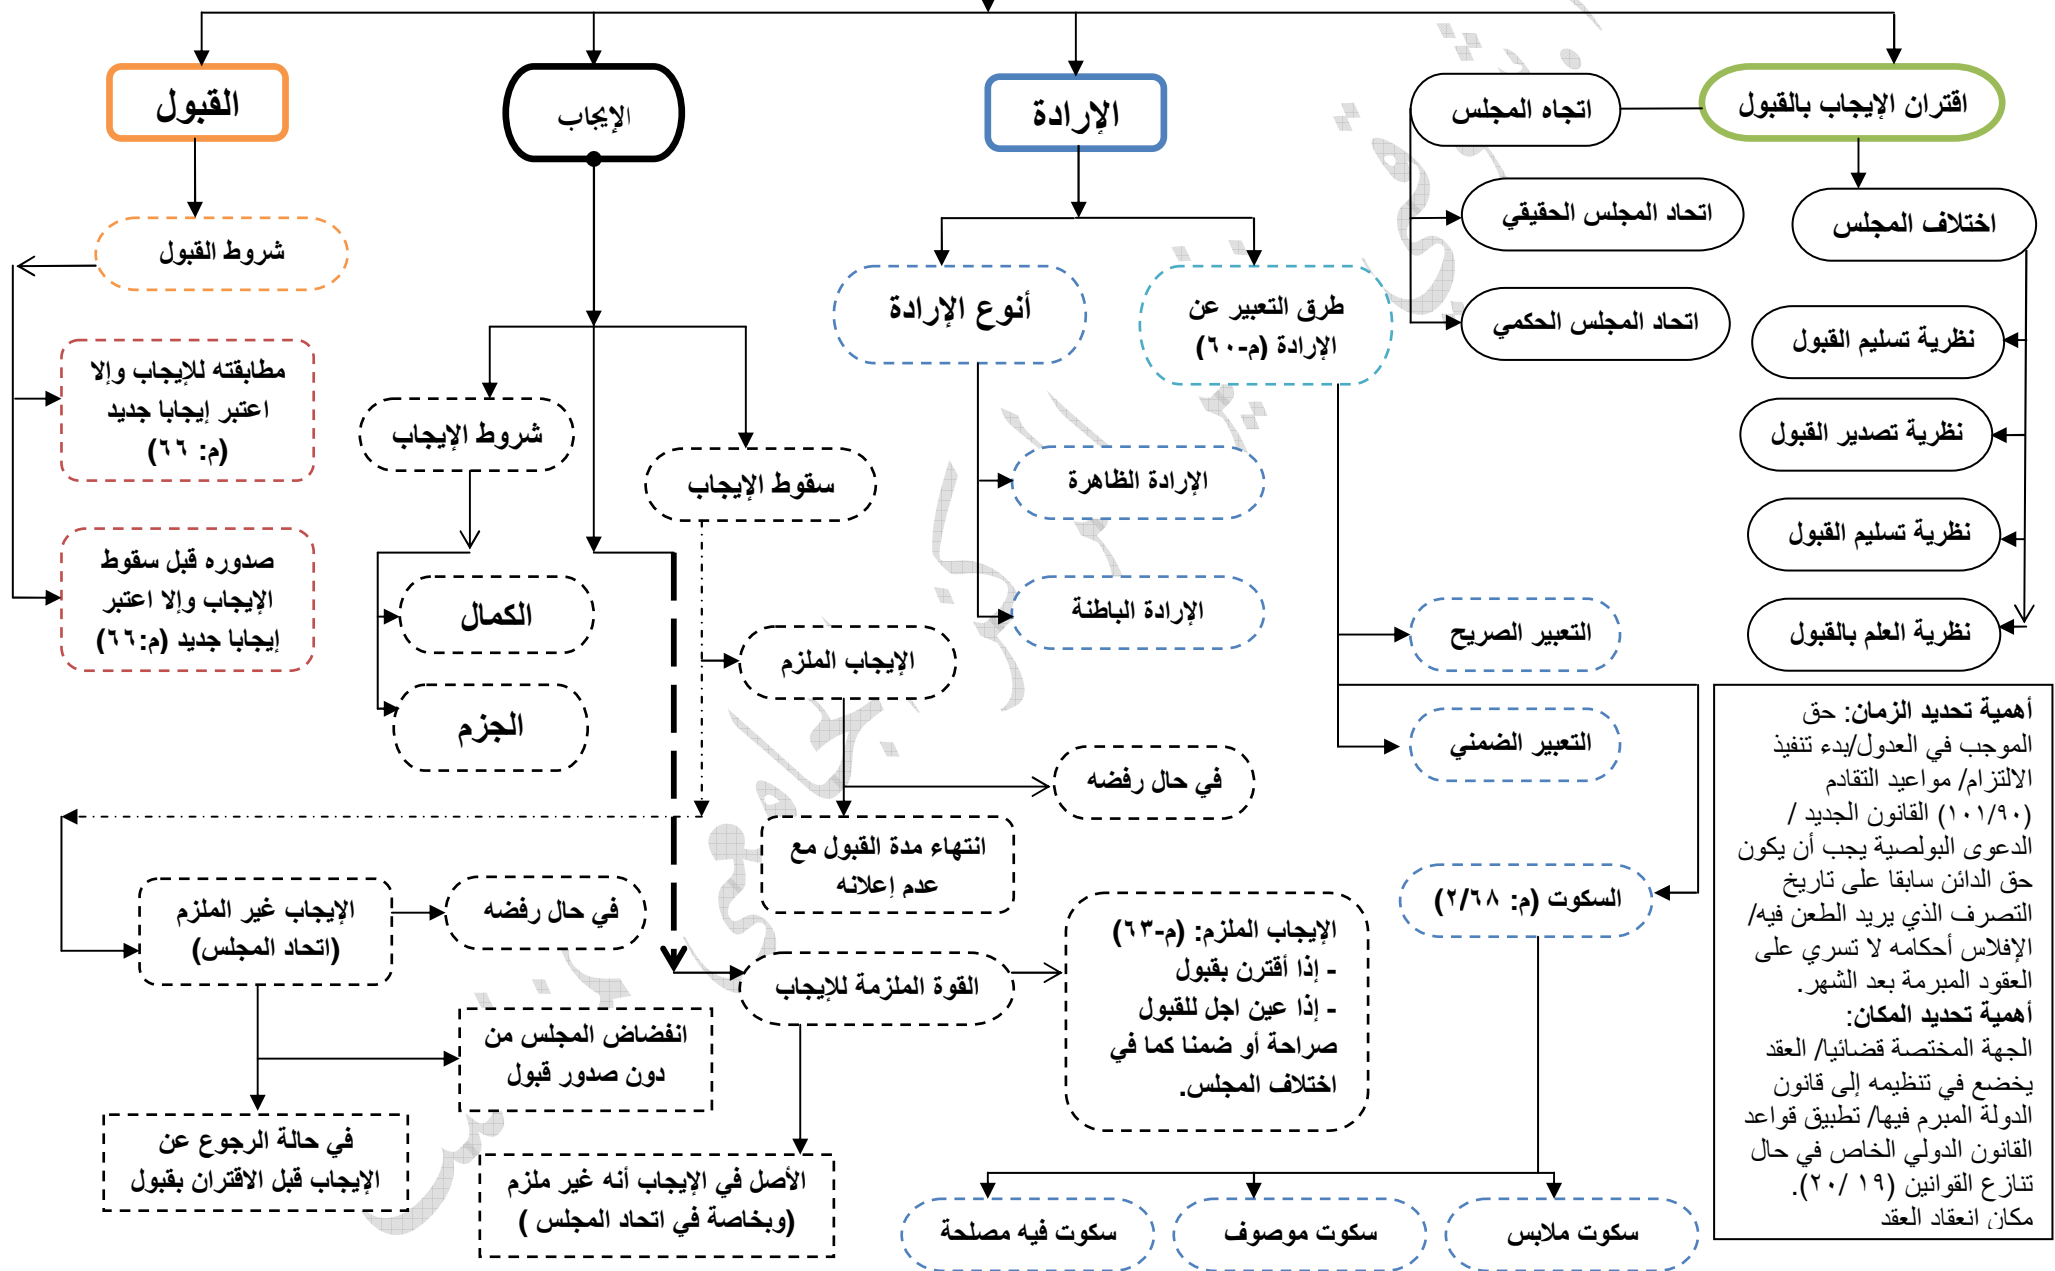 اقتران الإيجاب بالقبول
اتجاه المجلس
الإرادة
الإيجاب
القبول
اتحاد المجلس الحقيقي
اتحاد المجلس الحكمي
اختلاف المجلس
نظرية تسليم القبول
نظرية تصدير القبول
نظرية تسليم القبول
نظرية العلم بالقبول
أهمية تحديد الزمان: حق
الموجب في العدول/بدء تنفيذ
الالتزام/ مواعيد التقادم
(١٠١/٩٠) القانون الجديد /
الدعوى البولصية يجب أن يكون
حق الدائن سابقا على تاريخ
التصرف الذي يريد الطعن فيه/
الإفلاس أحكامه لا تسري على
العقود المبرمة بعد الشهر.
أهمية تحديد المكان:
الجهة المختصة قضائيا/ العقد
يخضع في تنظيمه إلى قانون
الدولة المبرم فيها/ تطبيق قواعد
القانون الدولي الخاص في حال
تنازع القوانين (١٩ /٢٠).
مكان انعقاد العقد
طرق التعبير عن
الإرادة (م-٦٠)
أنوع الإرادة
الإرادة الظاهرة
الإرادة الباطنة
التعبير الصريح
التعبير الضمني
السكوت (م: ٢/٦٨)
سكوت ملابس
سكوت موصوف
سكوت فيه مصلحة
شروط الإيجاب
الكمال
الجزم
سقوط الإيجاب
الإيجاب الملزم
في حال رفضه
انتهاء مدة القبول مع
عدم إعلانه
الإيجاب غير الملزم
(اتحاد المجلس)
في حال رفضه
انفضاض المجلس من
دون صدور قبول
في حالة الرجوع عن
الإيجاب قبل الاقتران بقبول
القوة الملزمة للإيجاب
الإيجاب الملزم: (م-٦٣)
- إذا أقترن بقبول
- إذا عين اجل للقبول
صراحة أو ضمنا كما في
اختلاف المجلس.
الأصل في الإيجاب أنه غير ملزم
(وبخاصة في اتحاد المجلس )
شروط القبول
مطابقته للإيجاب وإلا
اعتبر إيجابا جديد
(م: ٦٦)
صدوره قبل سقوط
الإيجاب وإلا اعتبر
إيجابا جديد (م:٦٦)